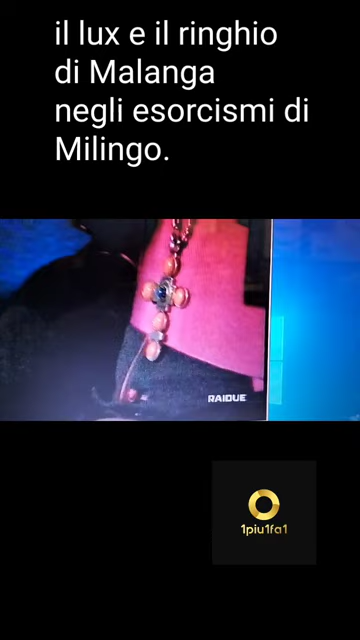 il lux e il ringhio
di Malanga
negli esorcismi di
Milingo.
RAIDUE
1piu1fa1